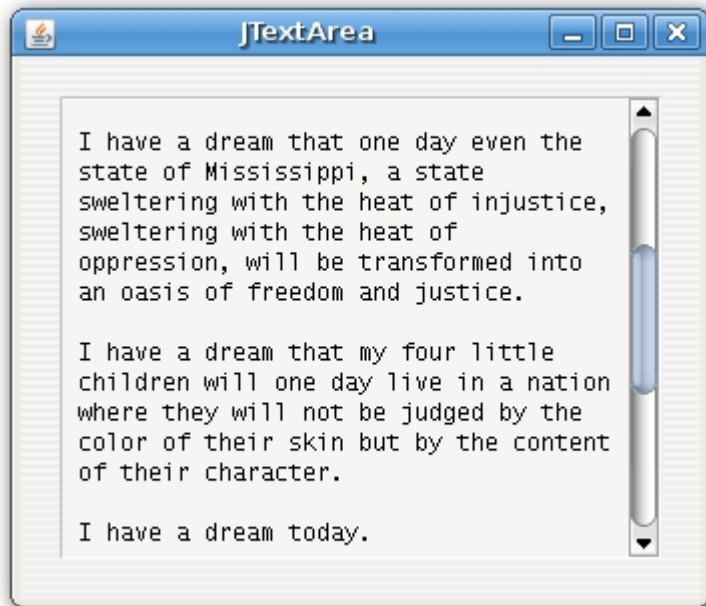 JTextArea
I have a dream that one day even the
state of Mississippi, a state
sweltering with the heat of injustice,
sweltering with the heat of
oppression, will be transformed into
an oasis of freedom and justice.
I have a dream that my four little
children will one day live in a nation
where they will not be judged by the
color of their skin but by the content
of their character.
I have a dream today.